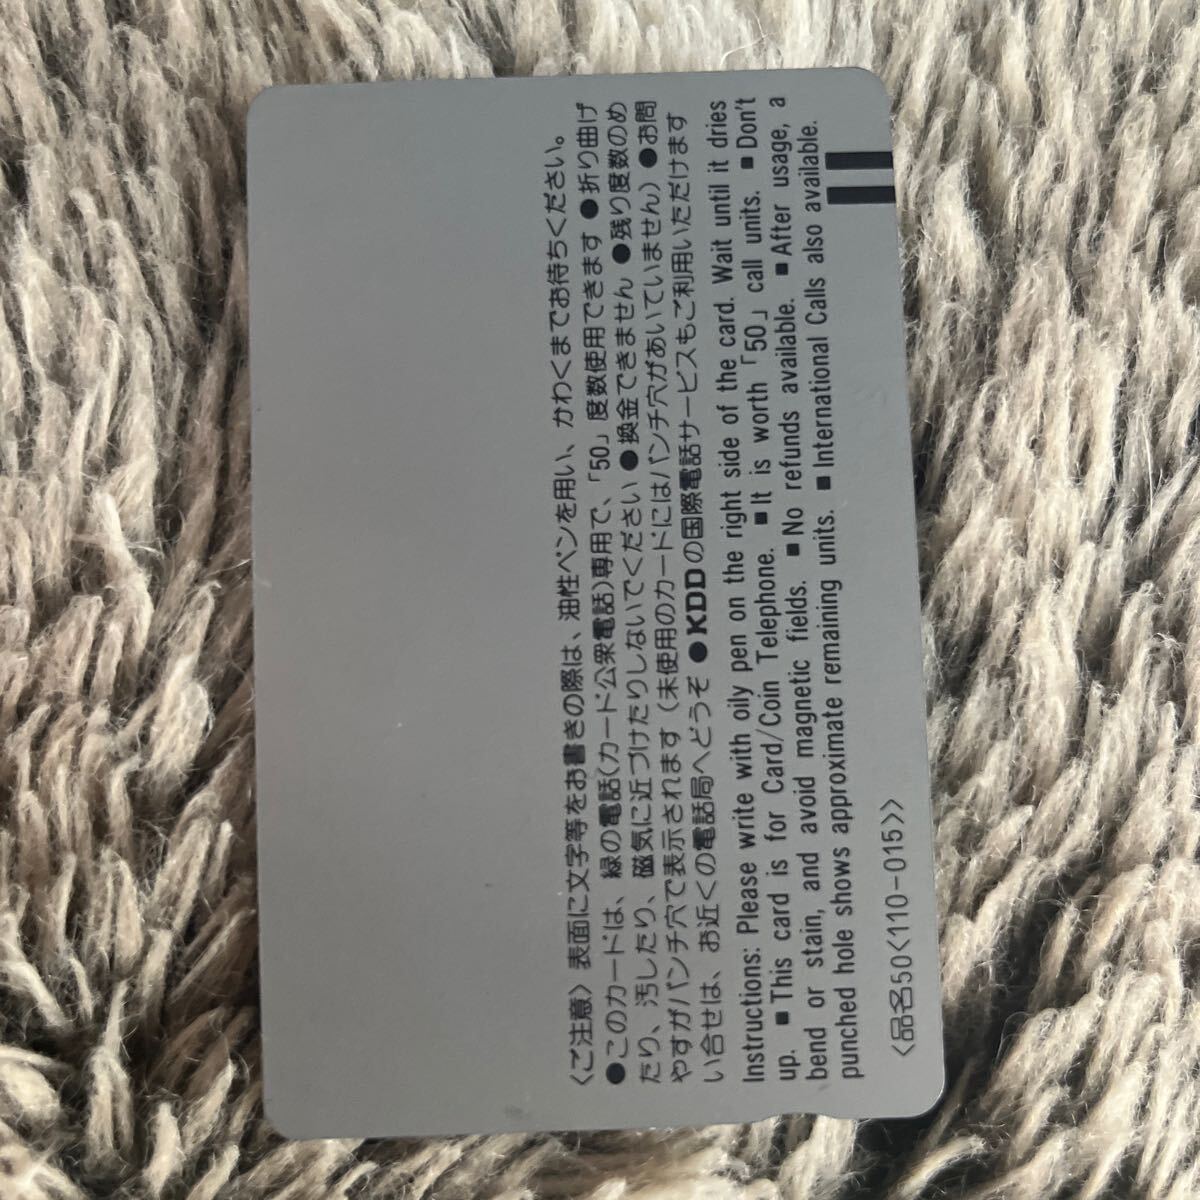 〈ご注意〉表面に文字等をお書きの際は、油性ペンを用い、かわくまでお待ちください。
●このカードは、緑の電話(カード公衆電話)専用で、「50」度数使用できます ●折り曲げ
たり、汚したり、磁気に近づけたりしないでください ●換金できません ●残り度数のめ
やすがパンチ穴で表示されます(未使用のカードにはパンチ穴があいていません) ●お問
い合せは、お近くの電話局へどうぞ ●KDDの国際電話サービスもご利用いただけます
Instructions: Please write with oily pen on the right side of the card. Wait until it dries
up. ■ This card is for Card/Coin Telephone. ■ It is worth「50」call units. ■ Don't
bend or stain, and avoid magnetic fields. ■ No refunds available. ■ After usage, a
punched hole shows approximate remaining units. ■ International Calls also available.
〈品名50〈110-015〉〉